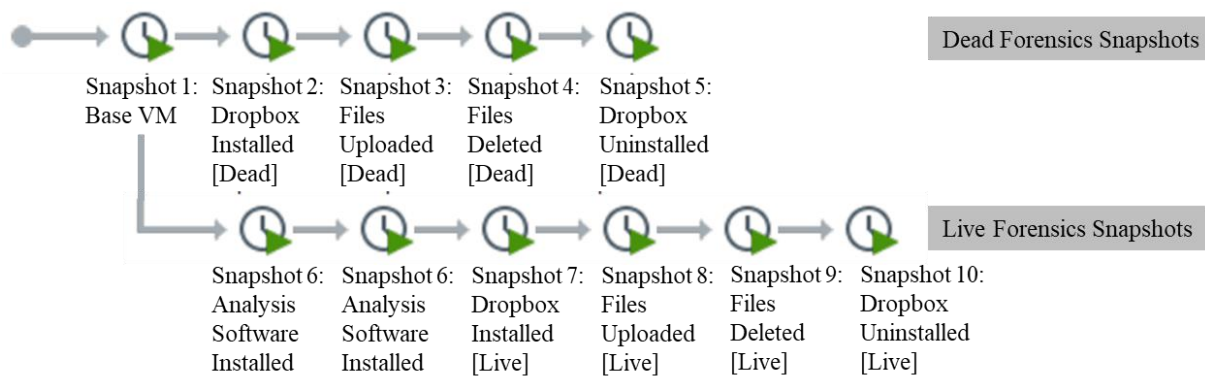 Dead Forensics Snapshots
Snapshot 1:
Base VM
Snapshot 2:
Dropbox
Installed
[Dead]
Snapshot 3:
Files
Uploaded
[Dead]
Snapshot 4:
Files
Deleted
[Dead]
Snapshot 5:
Dropbox
Uninstalled
[Dead]
Live Forensics Snapshots
Snapshot 6:
Analysis
Software
Installed
Snapshot 6:
Analysis
Software
Installed
Snapshot 7:
Dropbox
Installed
[Live]
Snapshot 8:
Files
Uploaded
[Live]
Snapshot 9:
Files
Deleted
[Live]
Snapshot 10:
Dropbox
Uninstalled
[Live]